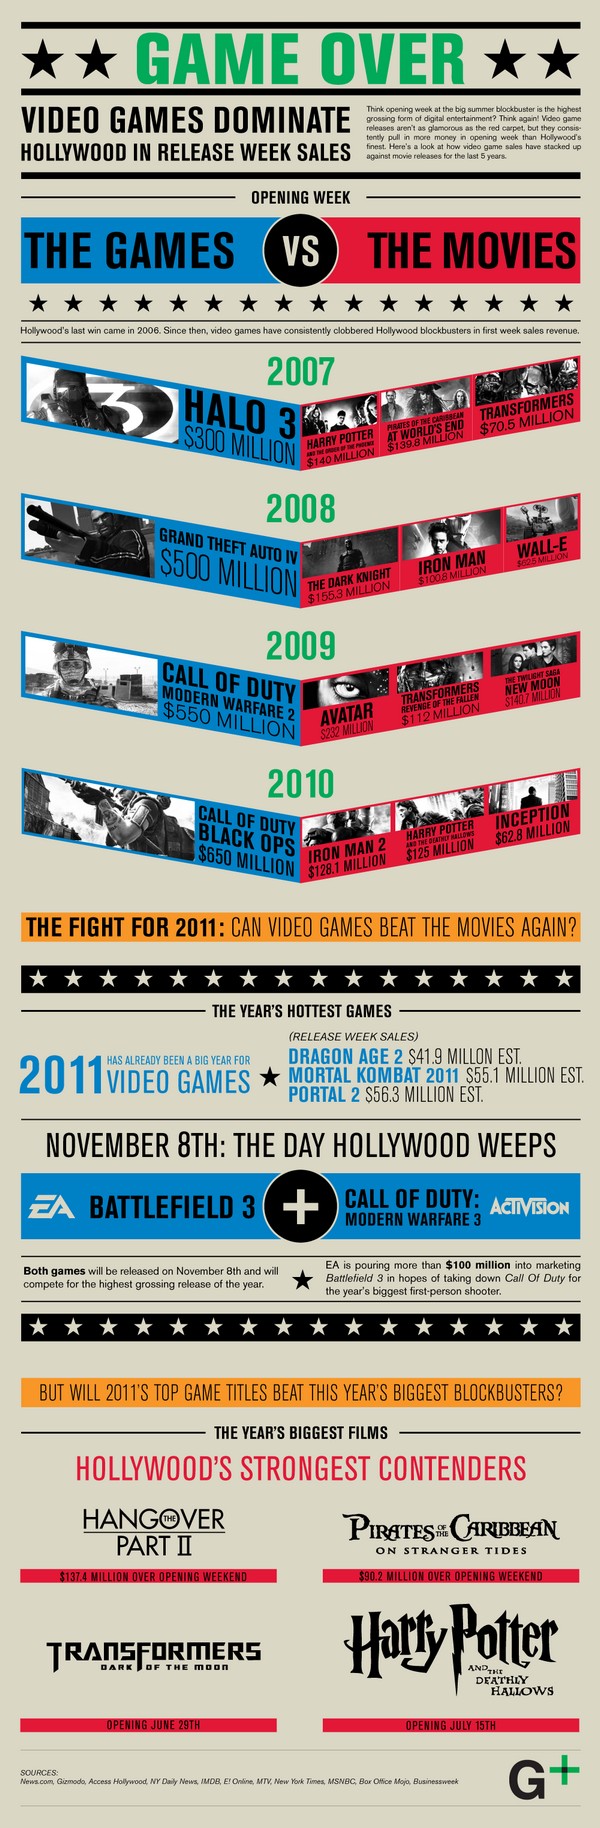 GAME OVER
VIDEO GAMES DOMINATE
HOLLYWOOD IN RELEASE WEEK SALES
Think opening week at the big summer blockbuster is the highest
grossing form of digital entertainment? Think again! Video game
releases aren't as glamorous as the red carpet, but they consis-
tently pull in more money in opening week than Hollywood's
finest. Here's a look at how video game sales have stacked up
against movie releases for the last 5 years.
OPENING WEEK
THE GAMES VS THE MOVIES
Hollywood's last win came in 2006. Since then, video games have consistently clobbered Hollywood blockbusters in first week sales revenue.
2007
HALO 3
$300 MILLION
HARRY POTTER
AND THE ORDER OF THE PHOENIX
$140 MILLION
PIRATES OF THE CARIBBEAN
AT WORLD'S END
$139.8 MILLION
TRANSFORMERS
$70.5 MILLION
2008
GRAND THEFT AUTO IV
$500 MILLION
THE DARK KNIGHT
$155.3 MILLION
IRON MAN
$100.8 MILLION
WALL-E
$62.5 MILLION
2009
CALL OF DUTY
MODERN WARFARE 2
$550 MILLION
AVATAR
$232 MILLION
TRANSFORMERS
REVENGE OF THE FALLEN
$112 MILLION
THE TWILIGHT SAGA
NEW MOON
$140.7 MILLION
2010
CALL OF DUTY
BLACK OPS
$650 MILLION
IRON MAN 2
$128.1 MILLION
HARRY POTTER
AND THE DEATHLY HALLOWS
$125 MILLION
INCEPTION
$62.8 MILLION
THE FIGHT FOR 2011: CAN VIDEO GAMES BEAT THE MOVIES AGAIN?
THE YEAR'S HOTTEST GAMES
2011 HAS ALREADY BEEN A BIG YEAR FOR
VIDEO GAMES
(RELEASE WEEK SALES)
DRAGON AGE 2 $41.9 MILLON EST.
MORTAL KOMBAT 2011 $55.1 MILLION EST.
PORTAL 2 $56.3 MILLION EST.
NOVEMBER 8TH: THE DAY HOLLYWOOD WEEPS
EA BATTLEFIELD 3 + CALL OF DUTY:
MODERN WARFARE 3 ACTIVISION
Both games will be released on November 8th and will
compete for the highest grossing release of the year.
EA is pouring more than $100 million into marketing
Battlefield 3 in hopes of taking down Call Of Duty for
the year's biggest first-person shooter.
BUT WILL 2011'S TOP GAME TITLES BEAT THIS YEAR'S BIGGEST BLOCKBUSTERS?
THE YEAR'S BIGGEST FILMS
HOLLYWOOD'S STRONGEST CONTENDERS
THE HANGOVER
PART II
$137.4 MILLION OVER OPENING WEEKEND
PIRATES OF THE CARIBBEAN
ON STRANGER TIDES
$90.2 MILLION OVER OPENING WEEKEND
TRANSFORMERS
DARK OF THE MOON
OPENING JUNE 29TH
Harry Potter
AND THE
DEATHLY
HALLOWS
OPENING JULY 15TH
SOURCES:
News.com, Gizmodo, Access Hollywood, NY Daily News, IMDB, E! Online, MTV, New York Times, MSNBC, Box Office Mojo, Businessweek
G+